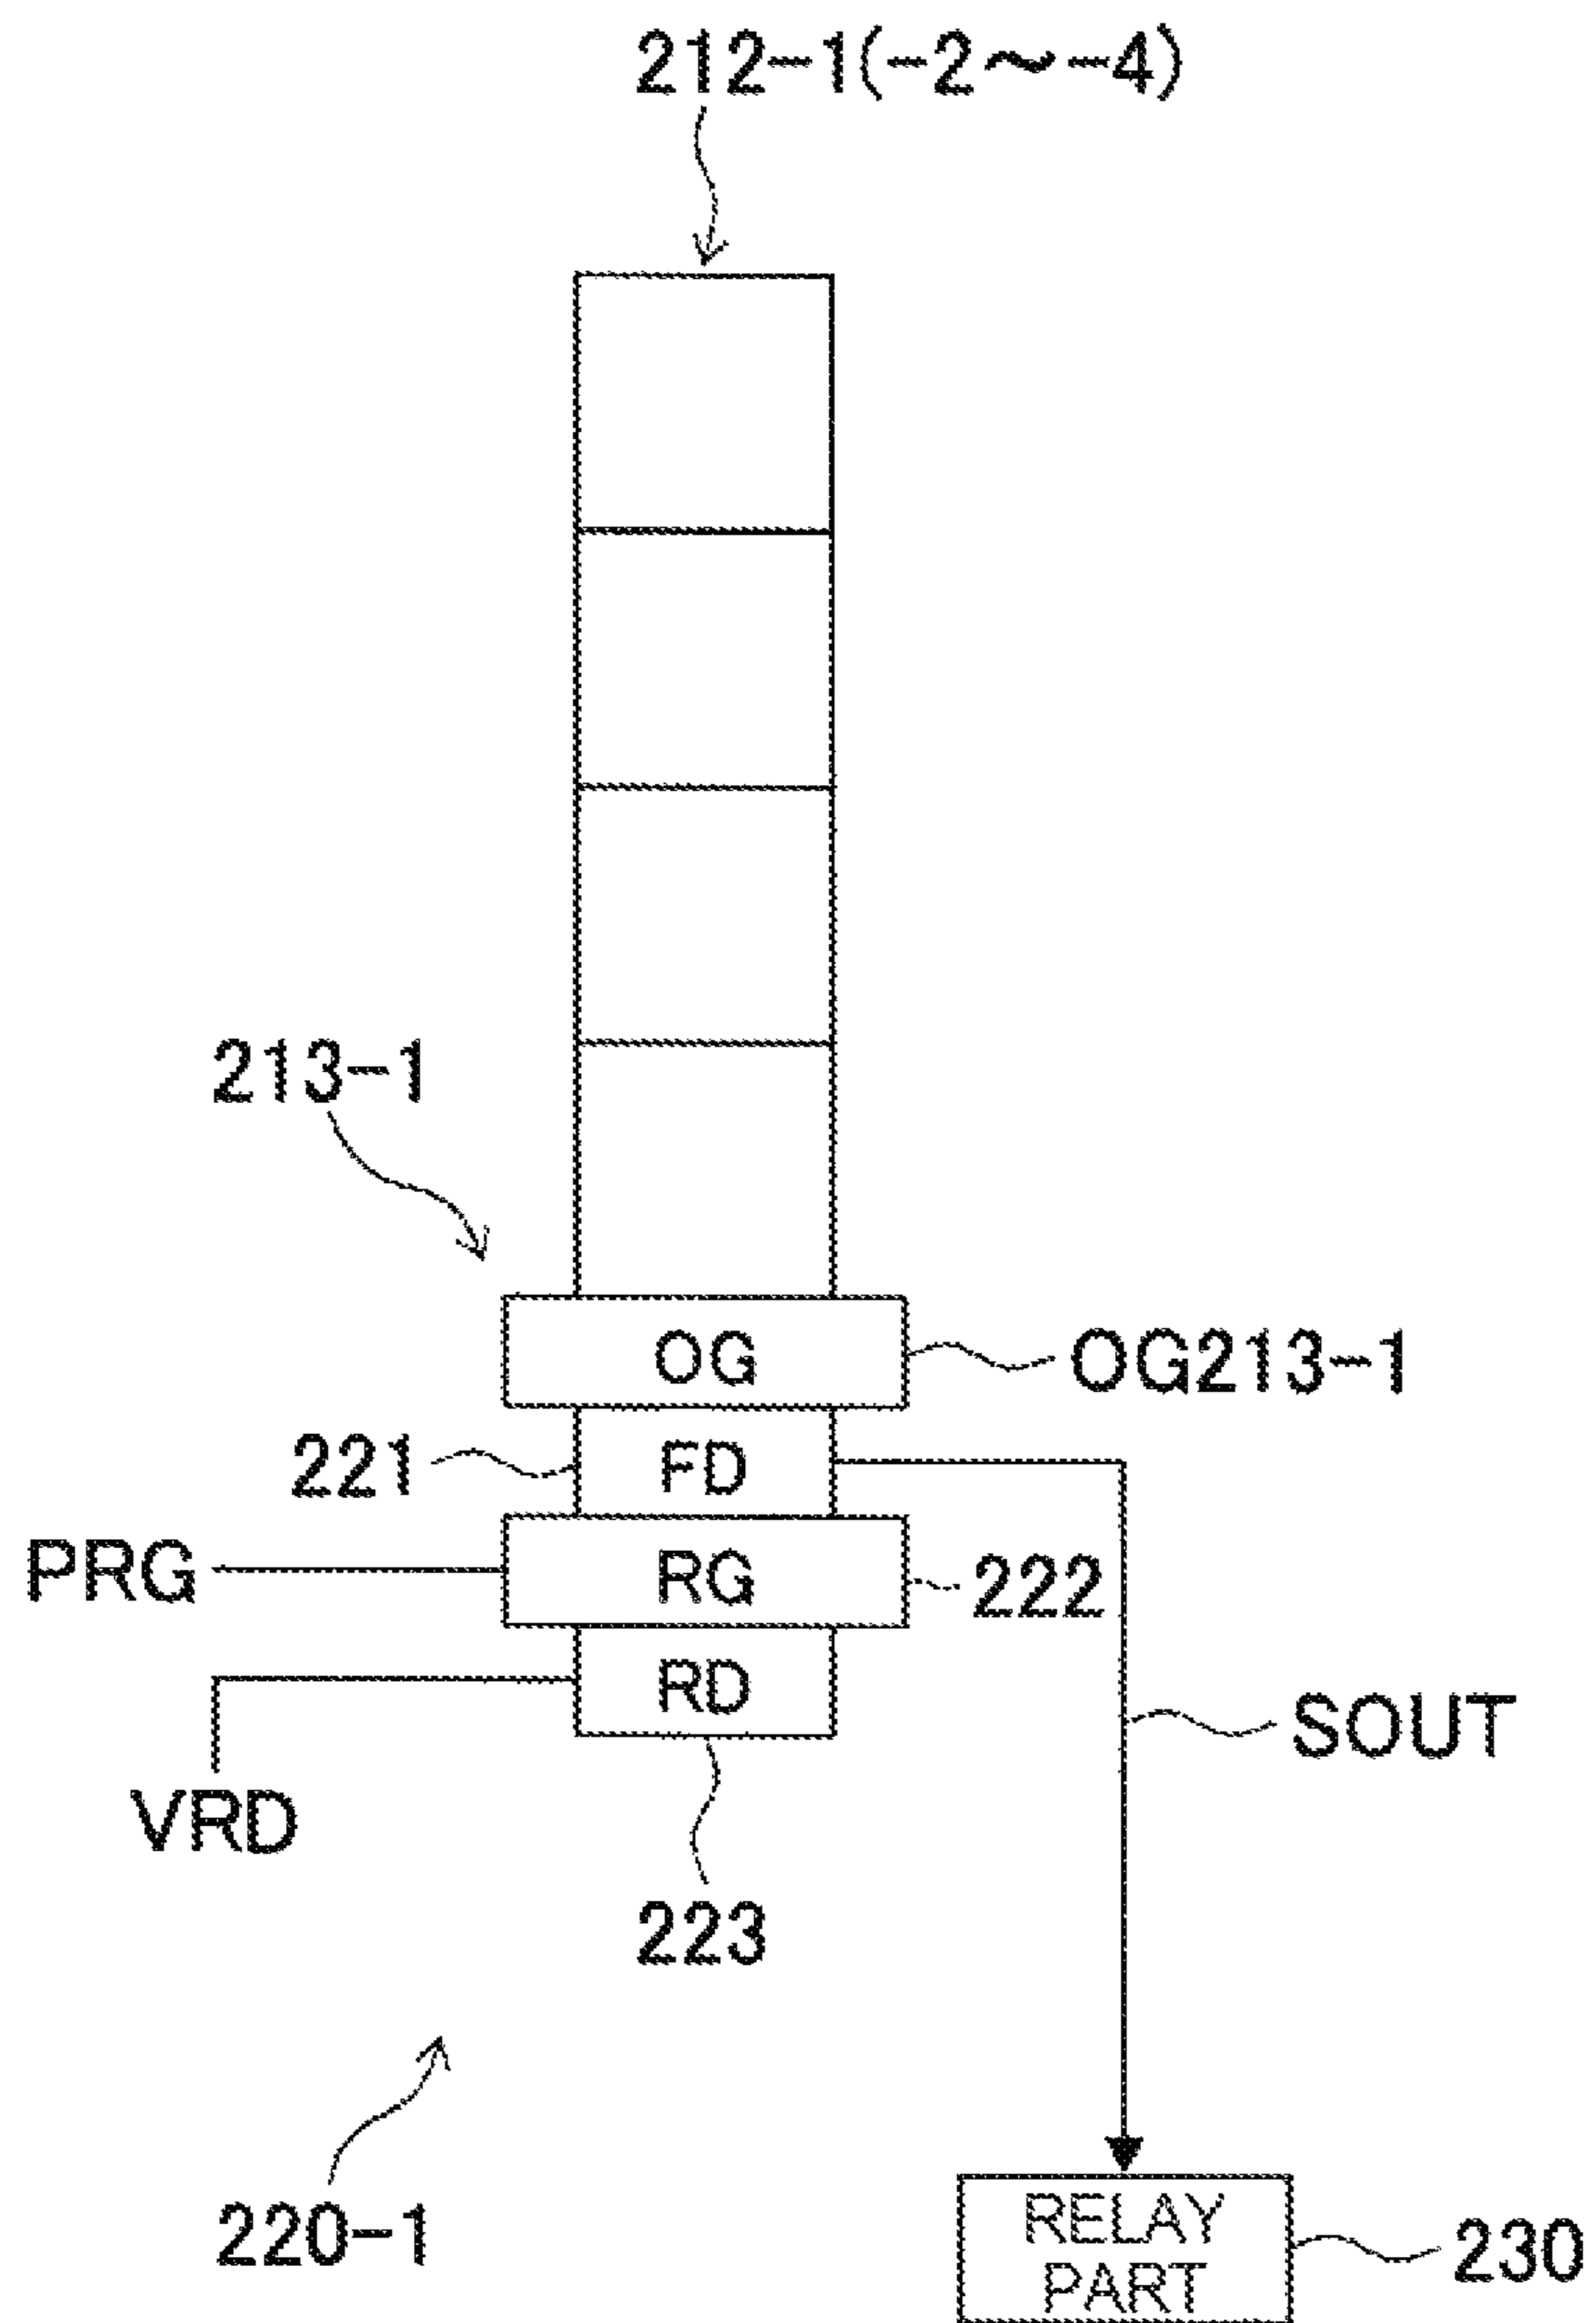 212-1(-2～-4)
213-1
OG
OG213-1
221
FD
PRG
RG
222
RD
SOUT
VRD
223
220-1
RELAY
PART
230